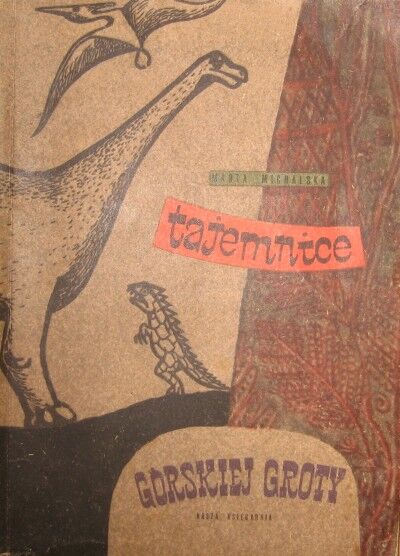 MARTA MICHALSKA
tajemnice
GÓRSKIEJ GROTY
NASZA KSIĘGARNIA